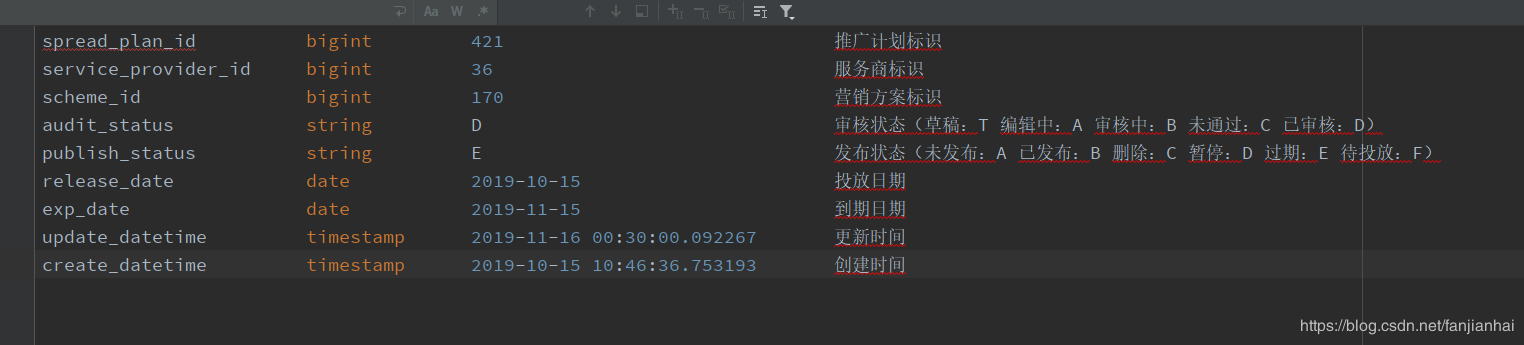 Aa W .*
spread_plan_id bigint 421 推广计划标识
service_provider_id bigint 36 服务商标识
scheme_id bigint 170 营销方案标识
audit_status string D 审核状态（草稿：T 编辑中：A 审核中：B 未通过：C 已审核：D）
publish_status string E 发布状态（未发布：A 已发布：B 删除：C 暂停：D 过期：E 待投放：F）
release_date date 2019-10-15 投放日期
exp_date date 2019-11-15 到期日期
update_datetime timestamp 2019-11-16 00:30:00.092267 更新时间
create_datetime timestamp 2019-10-15 10:46:36.753193 创建时间
https://blog.csdn.net/fanjianhai